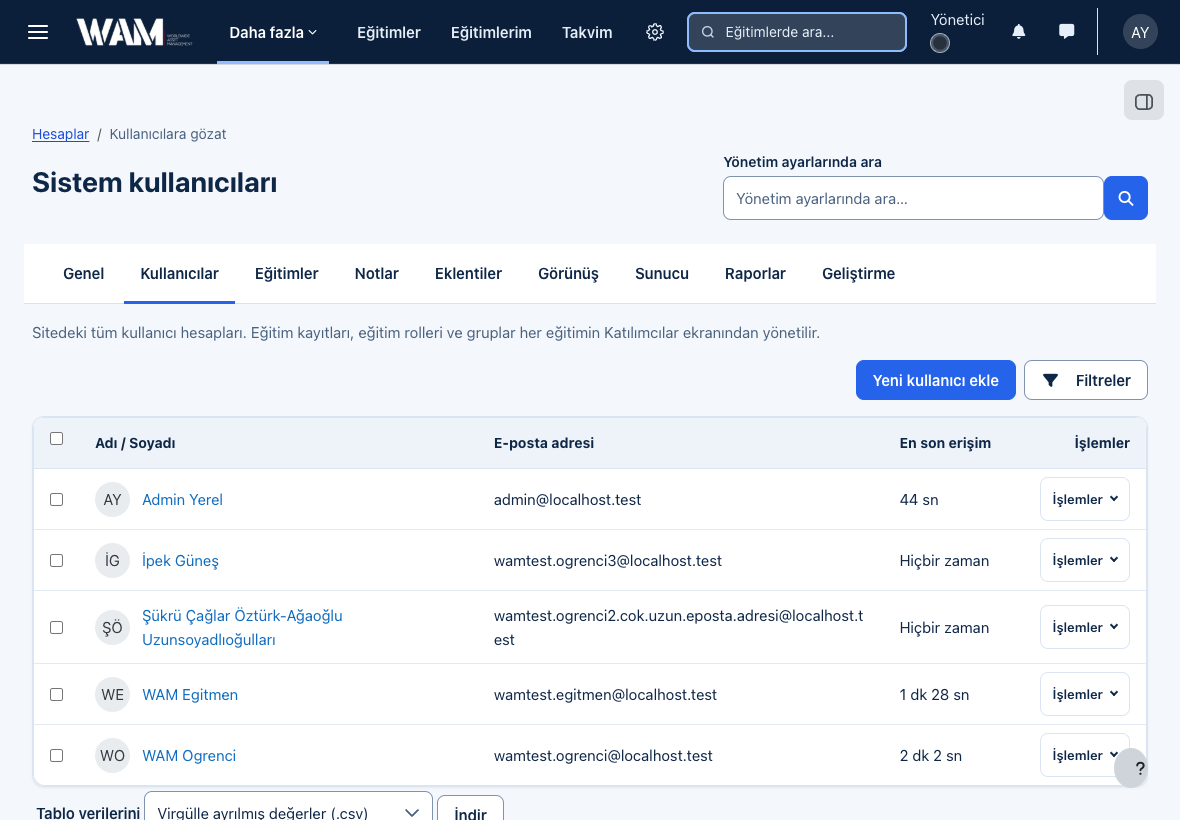 WAM WORLDWIDE ASSET MANAGEMENT
Daha fazla
Eğitimler
Eğitimlerim
Takvim
Eğitimlerde ara...
Yönetici
AY
Hesaplar / Kullanıcılara gözat
Sistem kullanıcıları
Yönetim ayarlarında ara
Yönetim ayarlarında ara...
Genel
Kullanıcılar
Eğitimler
Notlar
Eklentiler
Görünüş
Sunucu
Raporlar
Geliştirme
Sitedeki tüm kullanıcı hesapları. Eğitim kayıtları, eğitim rolleri ve gruplar her eğitimin Katılımcılar ekranından yönetilir.
Yeni kullanıcı ekle
Filtreler
Adı / Soyadı E-posta adresi En son erişim İşlemler
AY Admin Yerel admin@localhost.test 44 sn İşlemler
İG İpek Güneş wamtest.ogrenci3@localhost.test Hiçbir zaman İşlemler
ŞÖ Şükrü Çağlar Öztürk-Ağaoğlu
Uzunsoyadlıoğulları
wamtest.ogrenci2.cok.uzun.eposta.adresi@localhost.t
est
Hiçbir zaman İşlemler
WE WAM Egitmen wamtest.egitmen@localhost.test 1 dk 28 sn İşlemler
WO WAM Ogrenci wamtest.ogrenci@localhost.test 2 dk 2 sn İşlemler
?
Tablo verilerini Virgülle ayrılmış değerler (.csv) İndir